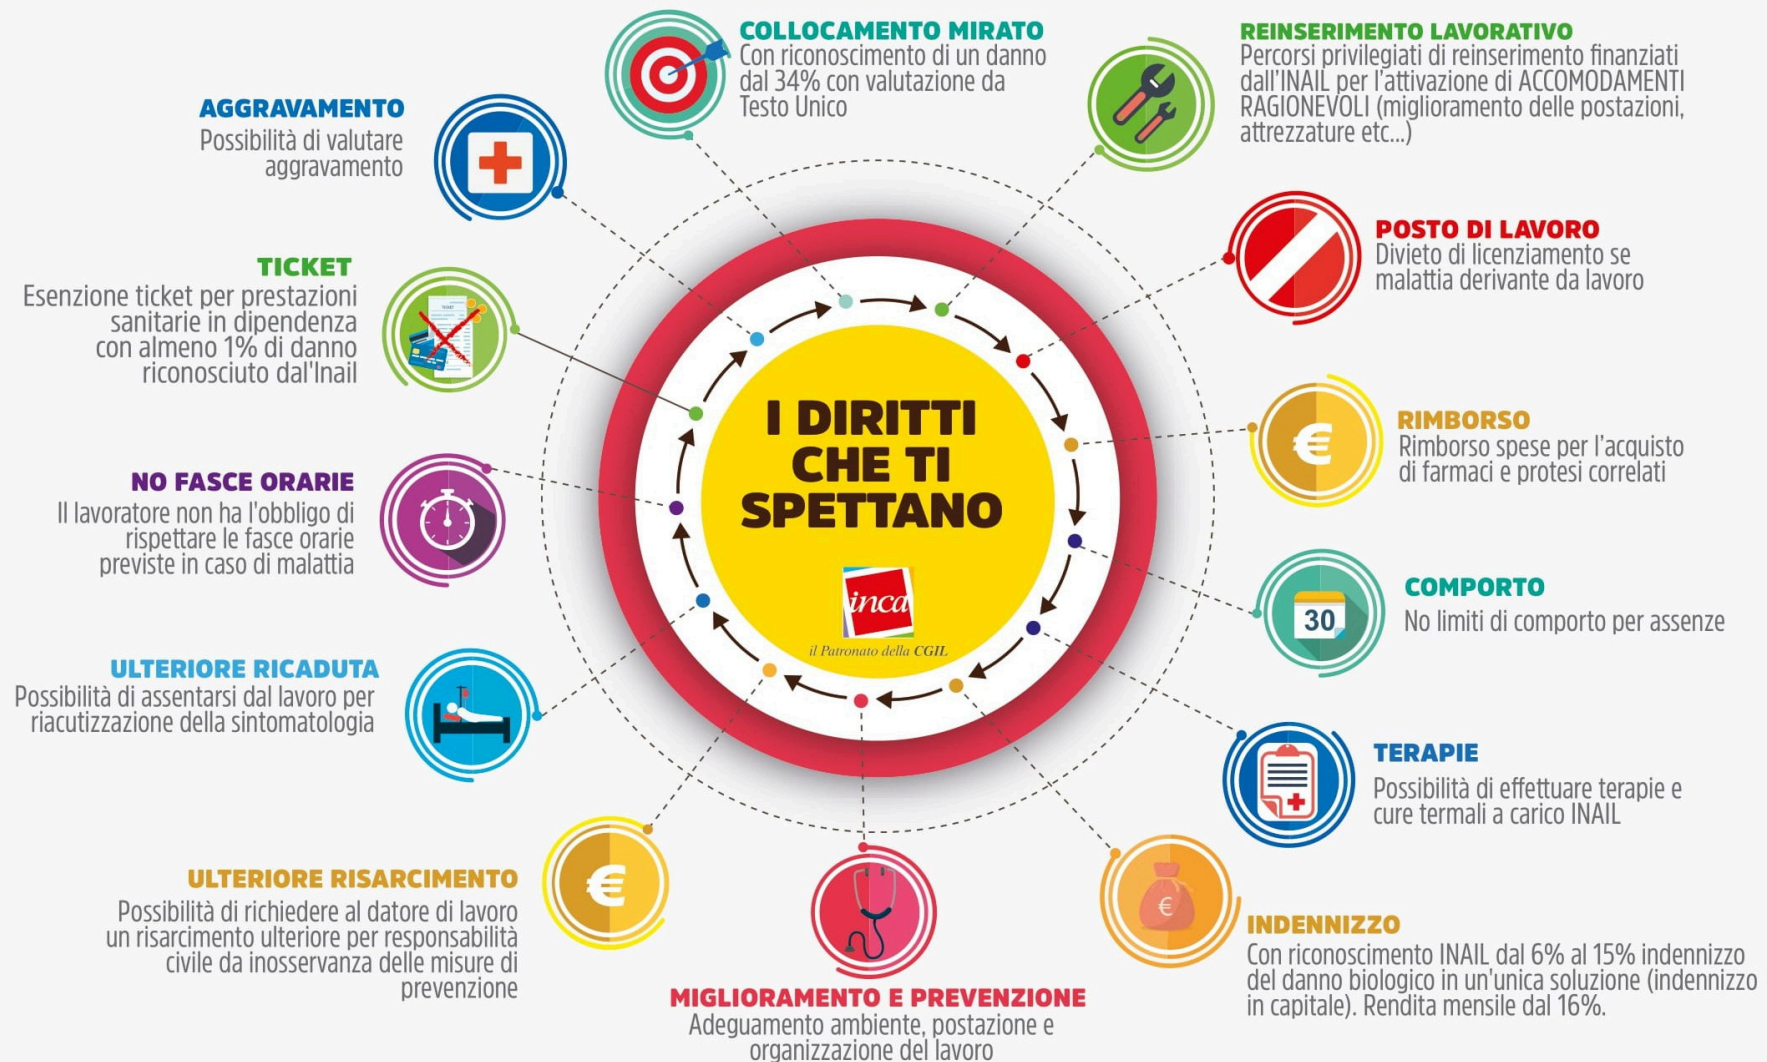 COLLOCAMENTO MIRATO
Con riconoscimento di un danno
dal 34% con valutazione da
Testo Unico
REINSERIMENTO LAVORATIVO
Percorsi privilegiati di reinserimento finanziati
dall'INAIL per l'attivazione di ACCOMODAMENTI
RAGIONEVOLI (miglioramento delle postazioni,
attrezzature etc...)
POSTO DI LAVORO
Divieto di licenziamento se
malattia derivante da lavoro
RIMBORSO
Rimborso spese per l'acquisto
di farmaci e protesi correlati
€
COMPORTO
No limiti di comporto per assenze
30
TERAPIE
Possibilità di effettuare terapie e
cure termali a carico INAIL
INDENNIZZO
Con riconoscimento INAIL dal 6% al 15% indennizzo
del danno biologico in un'unica soluzione (indennizzo
in capitale). Rendita mensile dal 16%.
€
MIGLIORAMENTO E PREVENZIONE
Adeguamento ambiente, postazione e
organizzazione del lavoro
ULTERIORE RISARCIMENTO
Possibilità di richiedere al datore di lavoro
un risarcimento ulteriore per responsabilità
civile da inosservanza delle misure di
prevenzione
€
ULTERIORE RICADUTA
Possibilità di assentarsi dal lavoro per
riacutizzazione della sintomatologia
NO FASCE ORARIE
Il lavoratore non ha l'obbligo di
rispettare le fasce orarie
previste in caso di malattia
TICKET
Esenzione ticket per prestazioni
sanitarie in dipendenza
con almeno 1% di danno
riconosciuto dal'Inail
AGGRAVAMENTO
Possibilità di valutare
aggravamento
I DIRITTI
CHE TI
SPETTANO
inca
il Patronato della CGIL